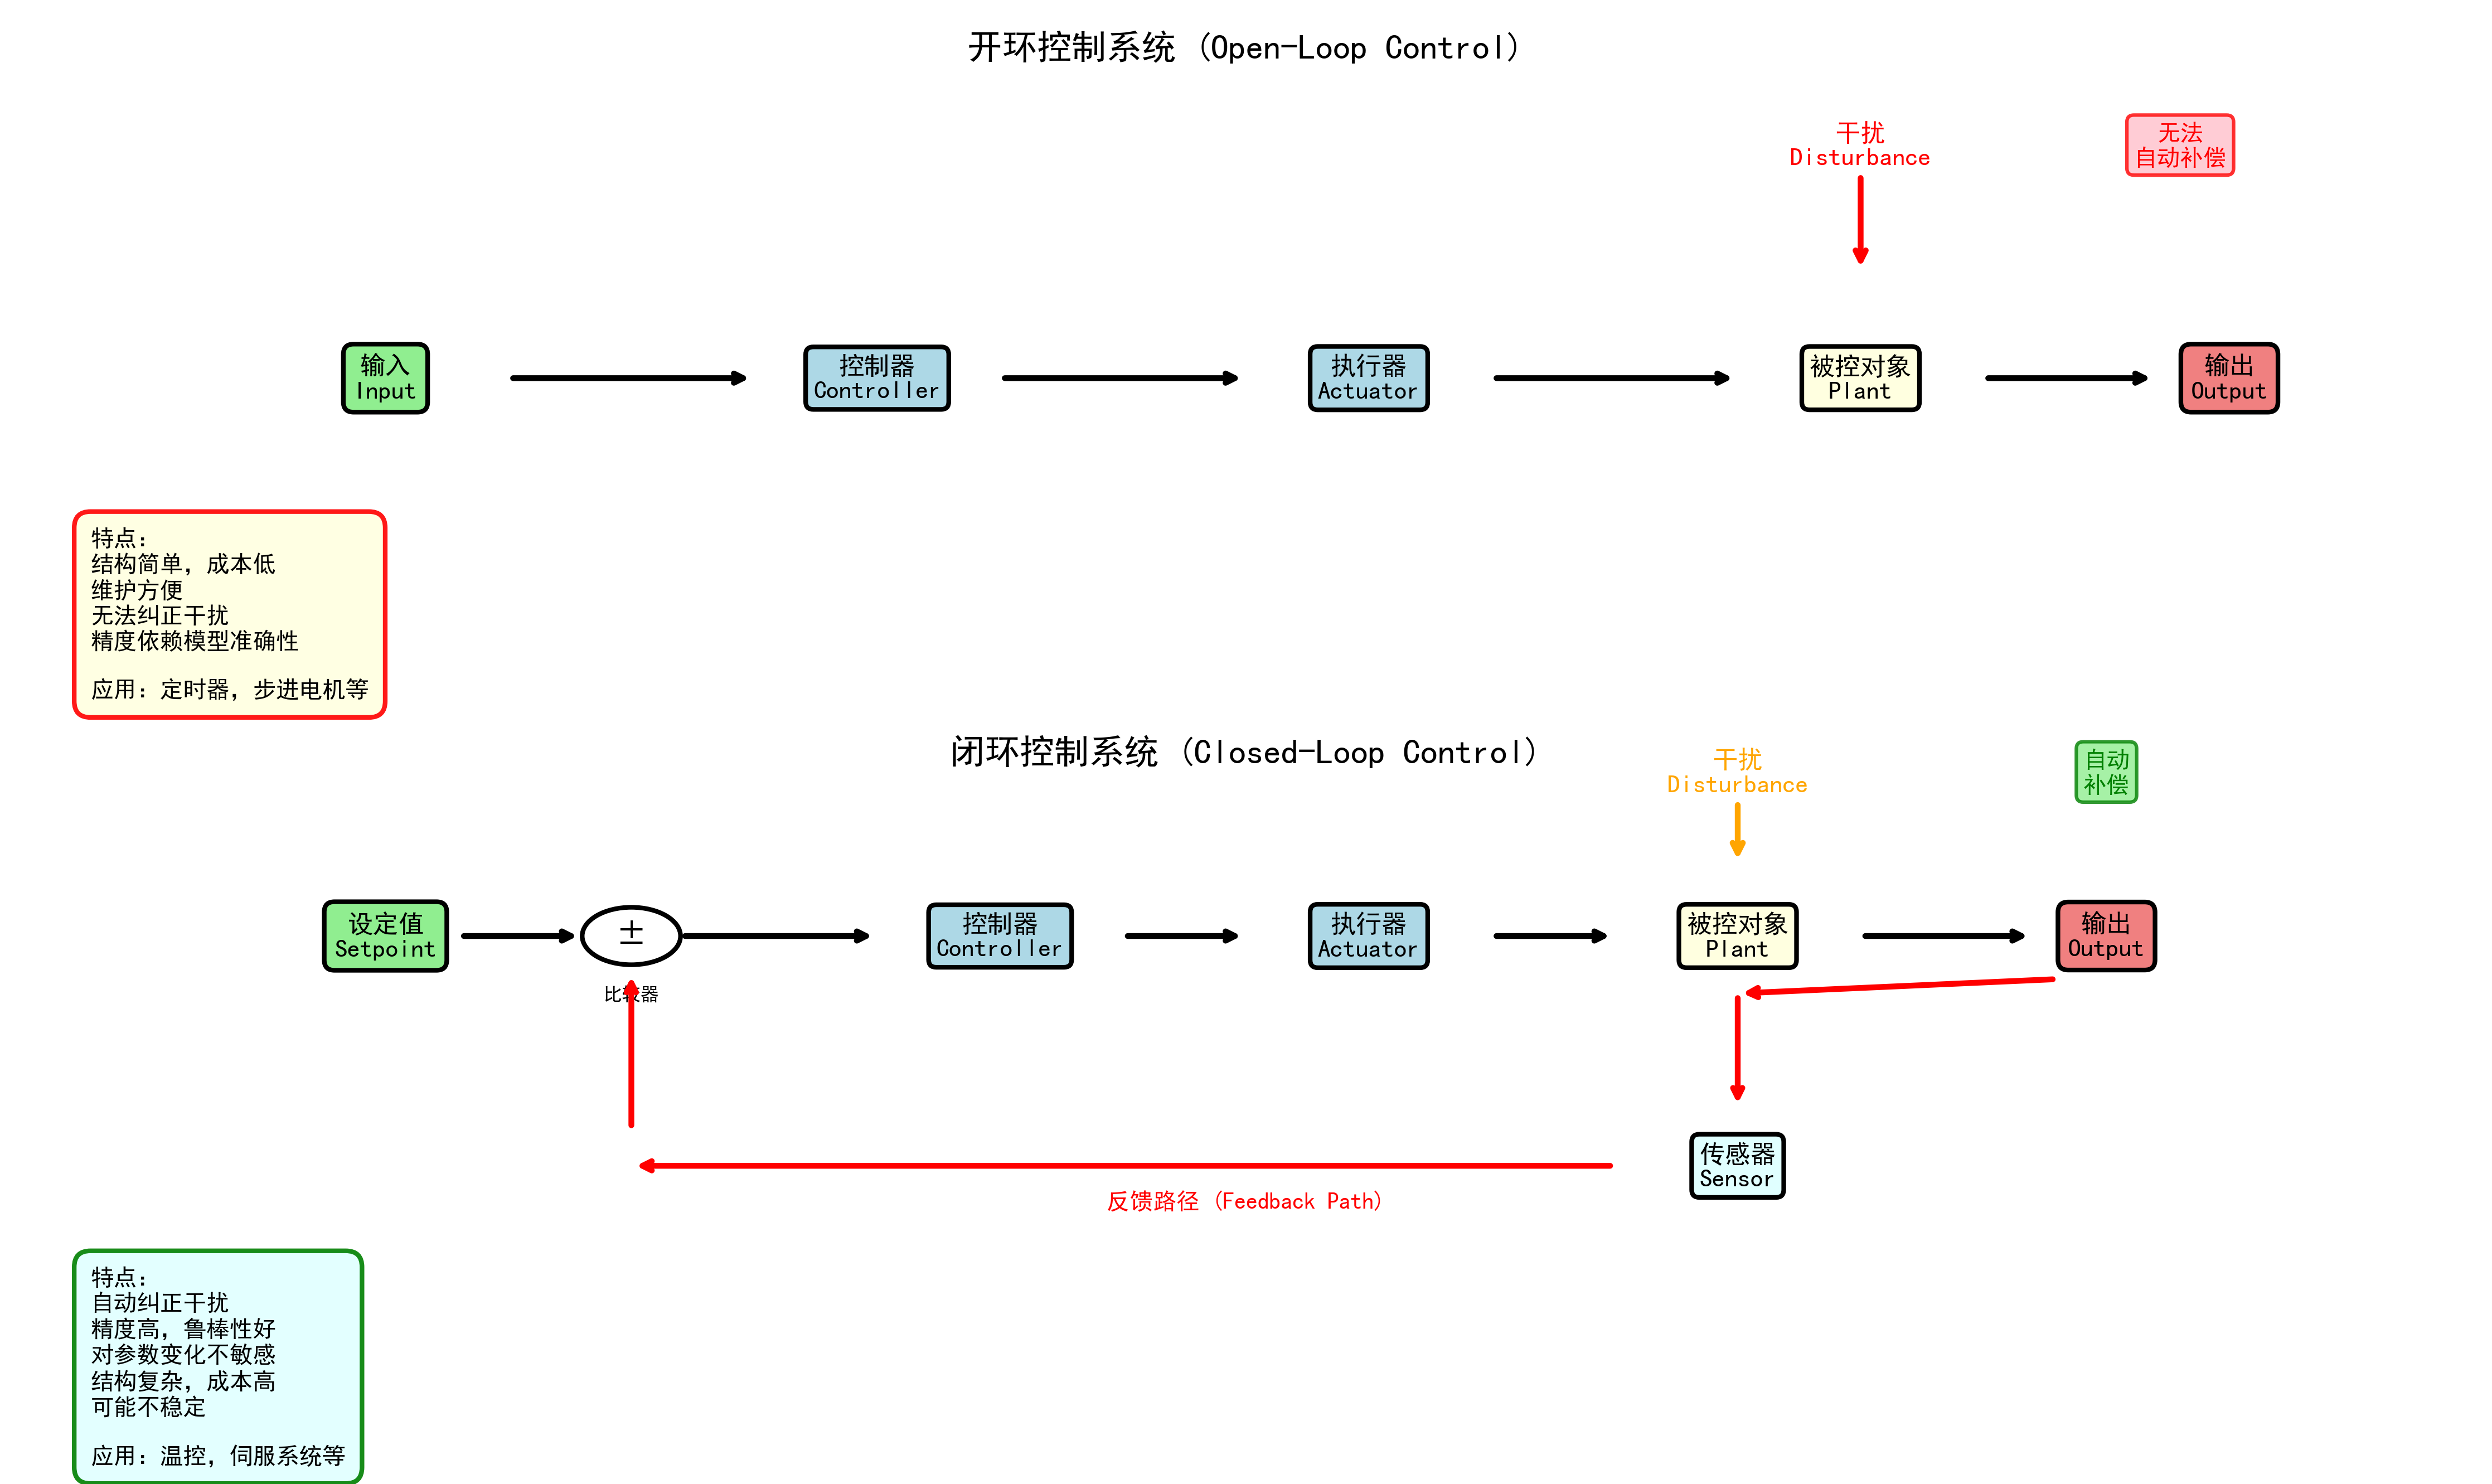 开环控制系统 (Open-Loop Control)
干扰
Disturbance
无法
自动补偿
输入
Input
控制器
Controller
执行器
Actuator
被控对象
Plant
输出
Output
特点:
结构简单, 成本低
维护方便
无法纠正干扰
精度依赖模型准确性
应用: 定时器, 步进电机等
闭环控制系统 (Closed-Loop Control)
干扰
Disturbance
自动
补偿
设定值
Setpoint
±
比较器
控制器
Controller
执行器
Actuator
被控对象
Plant
输出
Output
传感器
Sensor
反馈路径 (Feedback Path)
特点:
自动纠正干扰
精度高, 鲁棒性好
对参数变化不敏感
结构复杂, 成本高
可能不稳定
应用: 温控, 伺服系统等